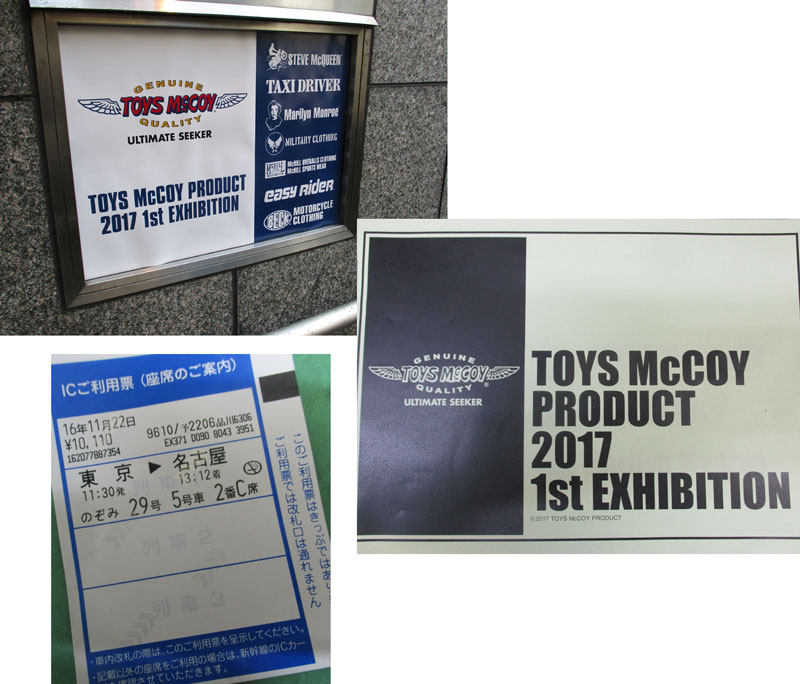 GENUINE
TOYS McCOY
QUALITY
ULTIMATE SEEKER
TOYS McCOY PRODUCT
2017 1st EXHIBITION
STEVE McQUEEN
TAXI DRIVER
Marilyn Monroe
MILITARY CLOTHING
McHILL OVERALLS CLOTHING
McHILL SPORTS WEAR
easy Rider
BECK
MOTORCYCLE
CLOTHING
GENUINE
TOYS McCOY
QUALITY
ULTIMATE SEEKER
TOYS McCOY
PRODUCT
2017
1st EXHIBITION
©2017 TOYS McCOY PRODUCT
ICご利用票(座席のご案内)
16年11月22日
¥10,110
9610/予2206品川6306
162077887354
EX371 D090 8043 3951
東京 ▶ 名古屋
11:30発 13:12着
のぞみ 29号 5号車 2番C席
列車2
列車3
このご利用票はきっぷではあり
ご利用票では改札口は通れません
・車内改札の際は、このご利用票を呈示してください。
・記載以外の座席をご利用の場合は、新幹線のICカー
させていただきます。